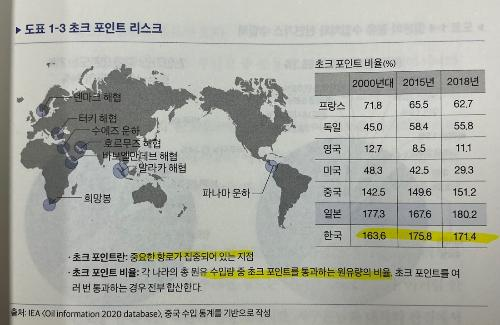 ▸ 도표 1-3 초크 포인트 리스크
초크 포인트 비율(%)
2000년대 2015년 2018년
프랑스 71.8 65.5 62.7
독일 45.0 58.4 55.8
영국 12.7 8.5 11.1
미국 48.3 42.5 29.3
중국 142.5 149.6 151.2
일본 177.3 167.6 180.2
한국 163.6 175.8 171.4
덴마크 해협
터키 해협
수에즈 운하
호르무즈 해협
바브엘만데브 해협
말라카 해협
희망봉
파나마 운하
· 초크 포인트란: 중요한 항로가 집중되어 있는 지점
· 초크 포인트 비율: 각 나라의 총 원유 수입량 중 초크 포인트를 통과하는 원유량의 비율. 초크 포인트를 여
러 번 통과하는 경우 전부 합산한다.
출처: IEA 〈Oil information 2020 database〉, 중국 수입 통계를 기반으로 작성